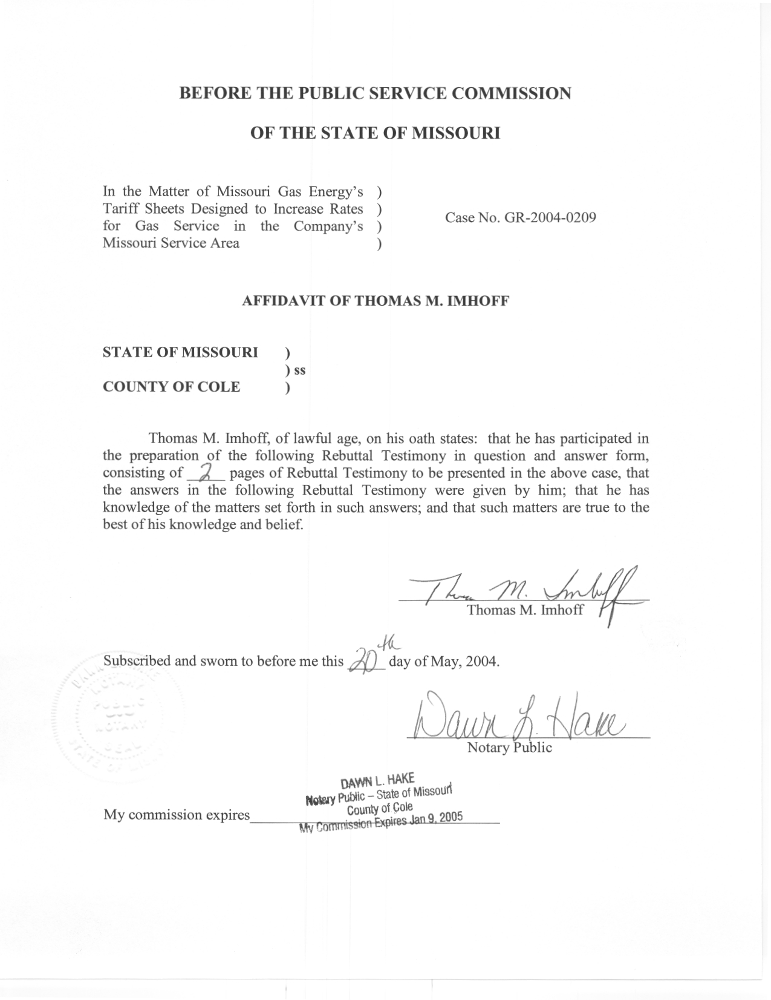 BEFORE THE PUBLIC SERVICE COMMISSION
OF THE STATE OF MISSOURI
In the Matter of Missouri Gas Energy's )
Tariff Sheets Designed to Increase Rates )
for Gas Service in the Company's )
Missouri Service Area )
Case No. GR-2004-0209
AFFIDAVIT OF THOMAS M. IMHOFF
STATE OF MISSOURI )
) ss
COUNTY OF COLE )
Thomas M. Imhoff, of lawful age, on his oath states: that he has participated in
the preparation of the following Rebuttal Testimony in question and answer form,
consisting of 2 pages of Rebuttal Testimony to be presented in the above case, that
the answers in the following Rebuttal Testimony were given by him; that he has
knowledge of the matters set forth in such answers; and that such matters are true to the
best of his knowledge and belief.
Thomas M. Imhoff
Thomas M. Imhoff
Subscribed and sworn to before me this 20th day of May, 2004.
DAWN L. HAKE
NOTARY
PUBLIC
NOTARY
SEAL
STATE OF
Dawn L. Hake
Notary Public
DAWN L. HAKE
Notary Public – State of Missouri
County of Cole
My commission expires My Commission Expires Jan 9, 2005